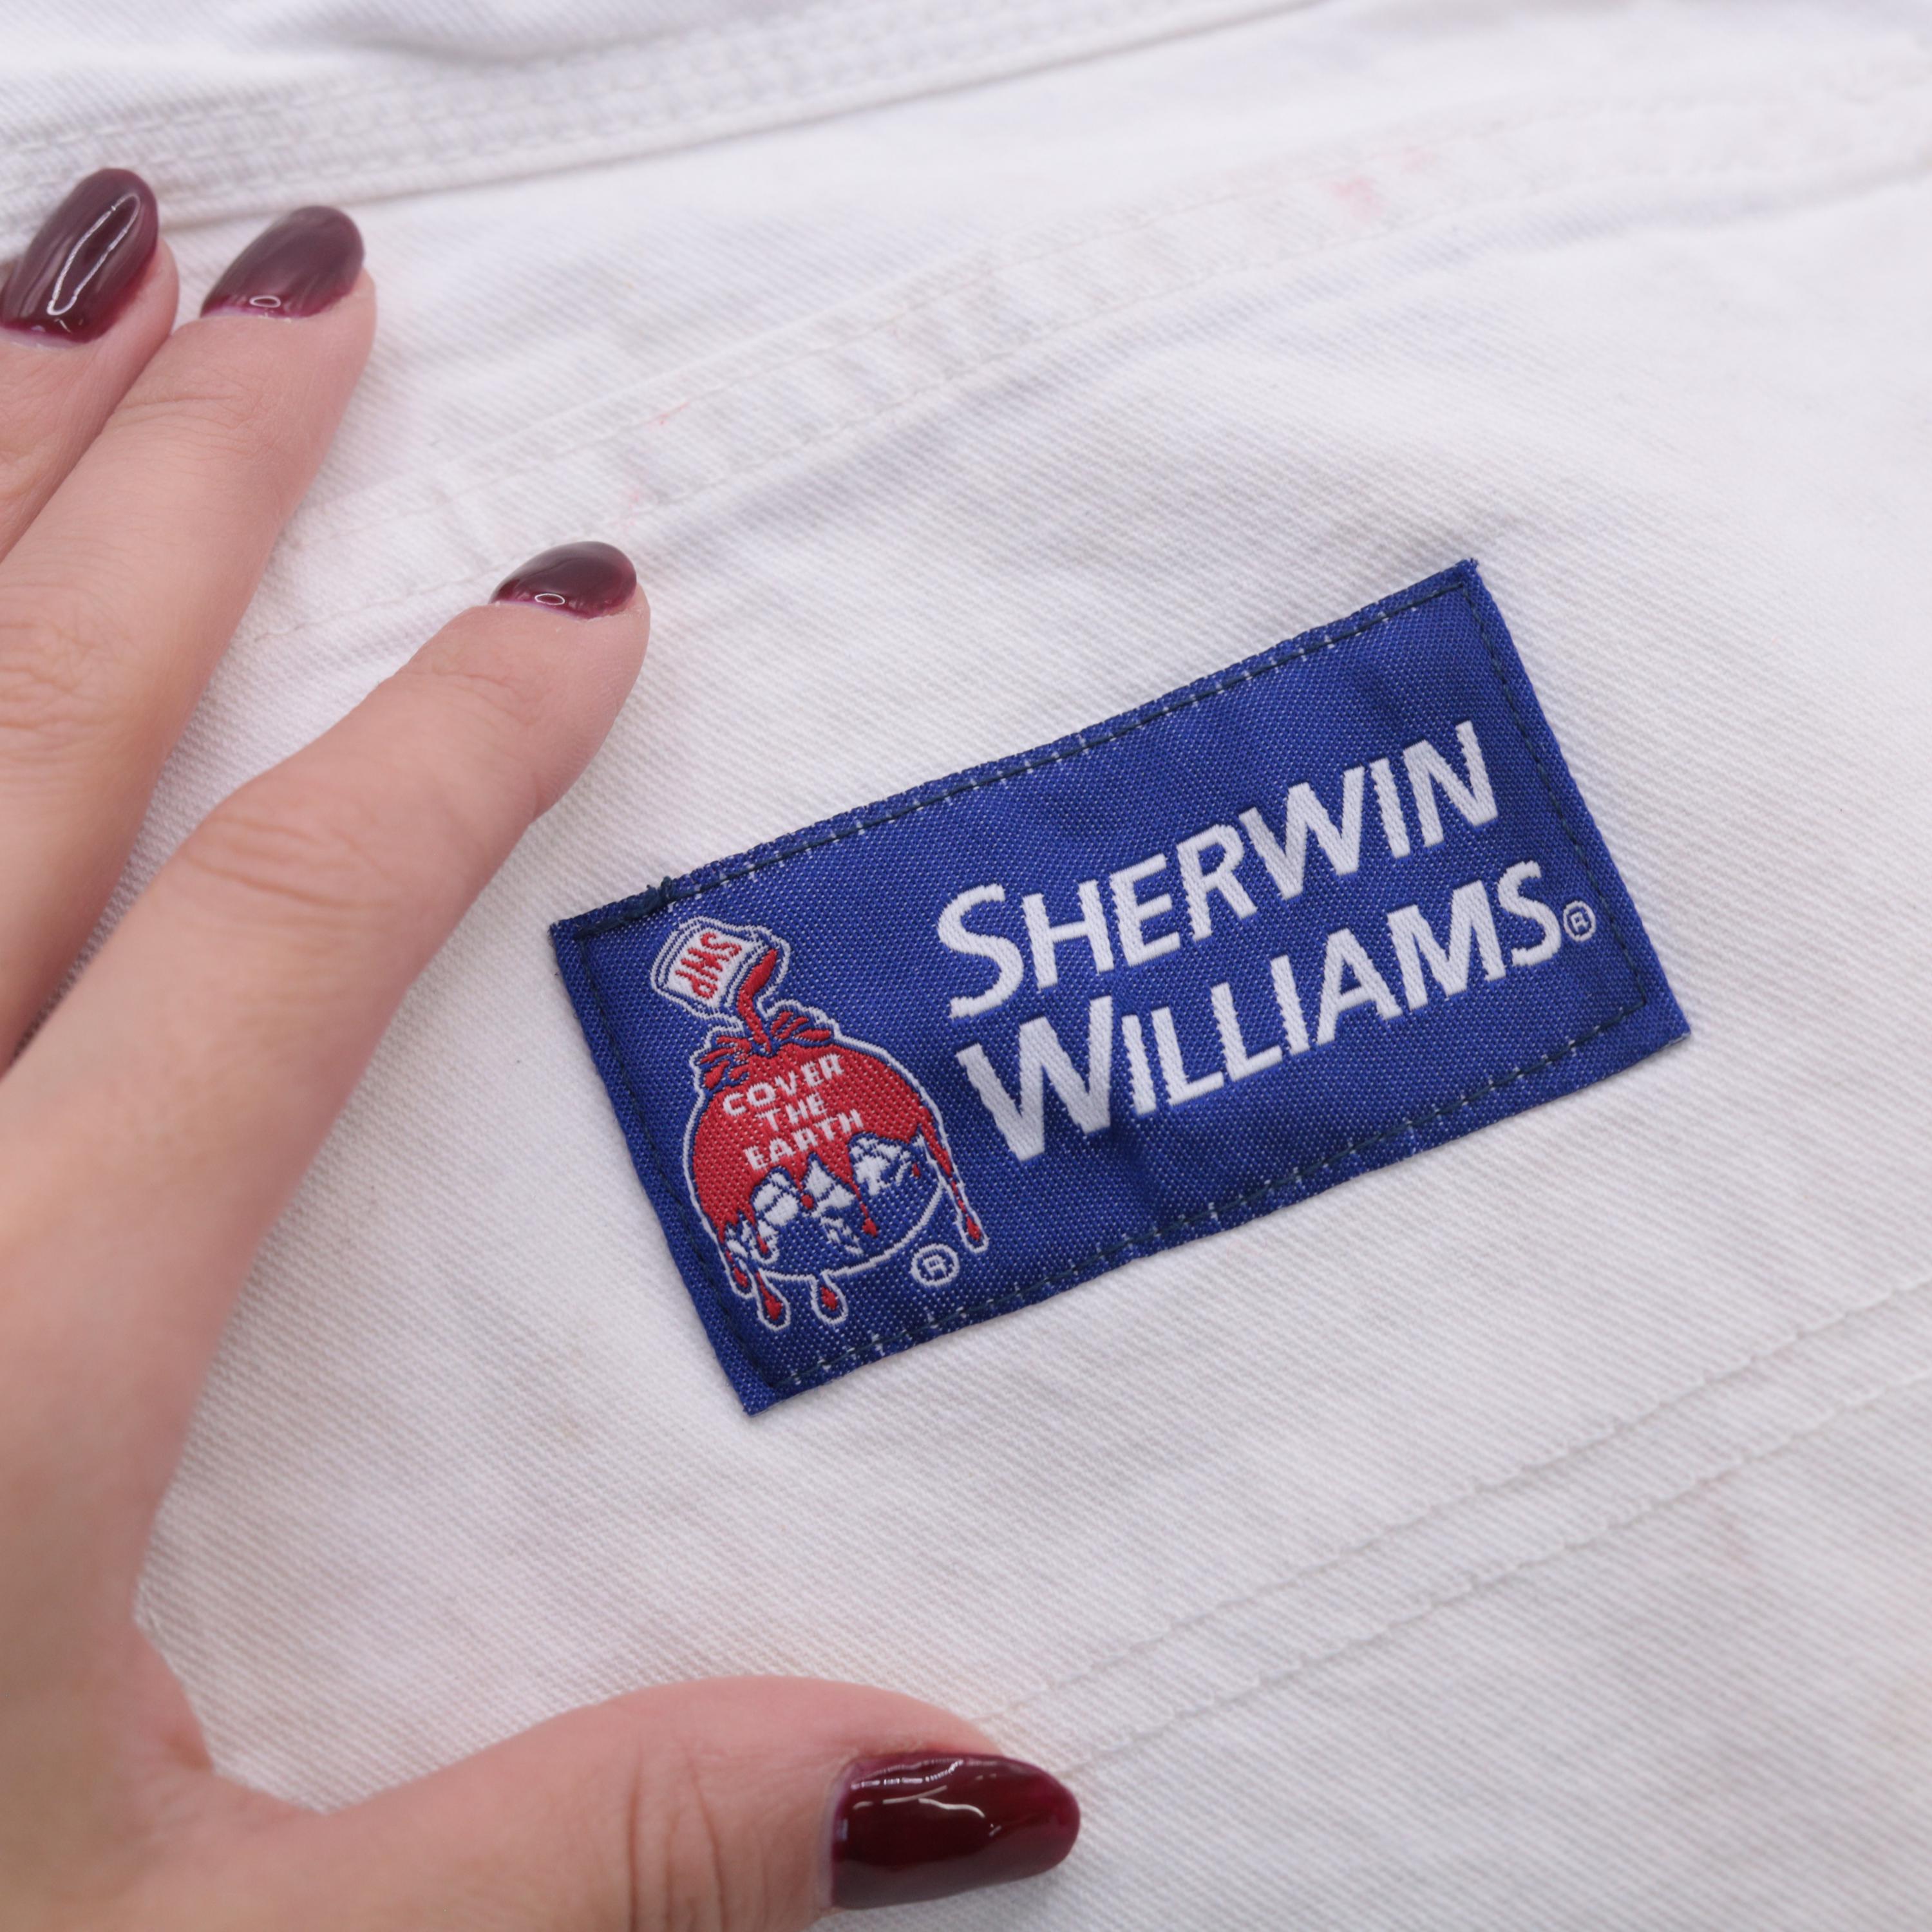 SWP
COVER
THE
EARTH
®
SHERWIN
WILLIAMS®